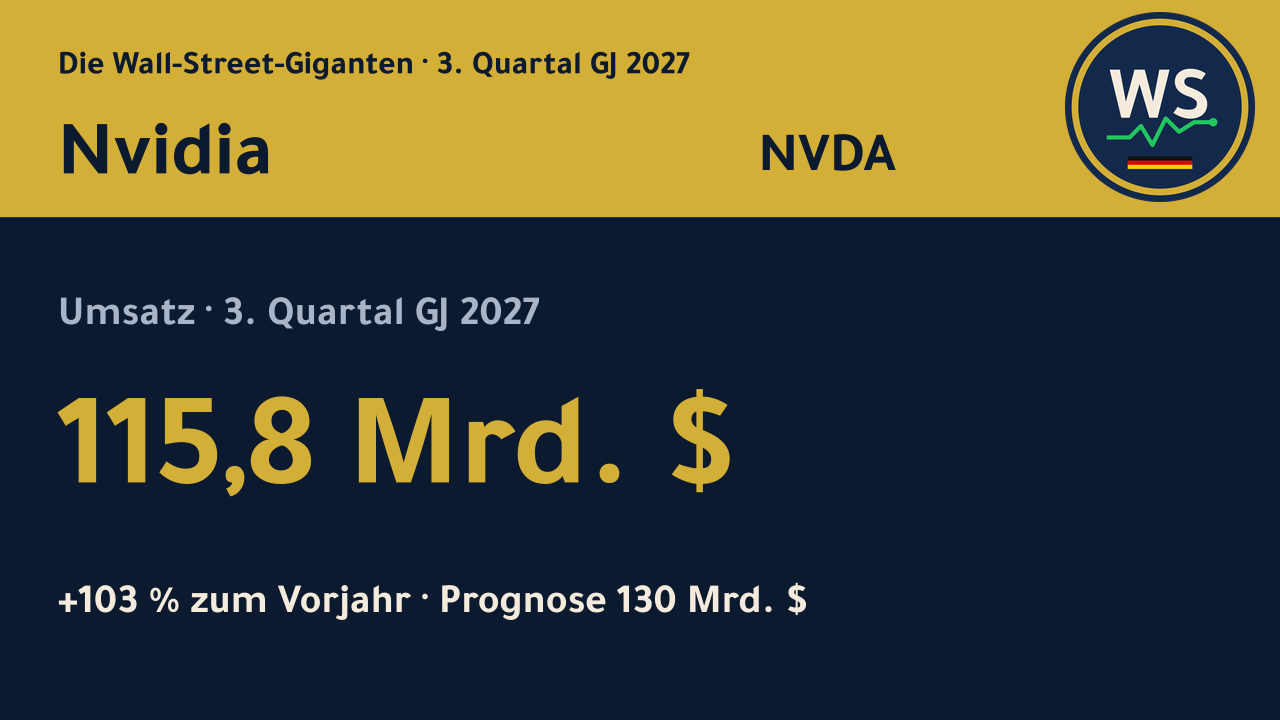 Die Wall-Street-Giganten · 3. Quartal GJ 2027
Nvidia
NVDA
WS
Umsatz · 3. Quartal GJ 2027
115,8 Mrd. $
+103 % zum Vorjahr · Prognose 130 Mrd. $